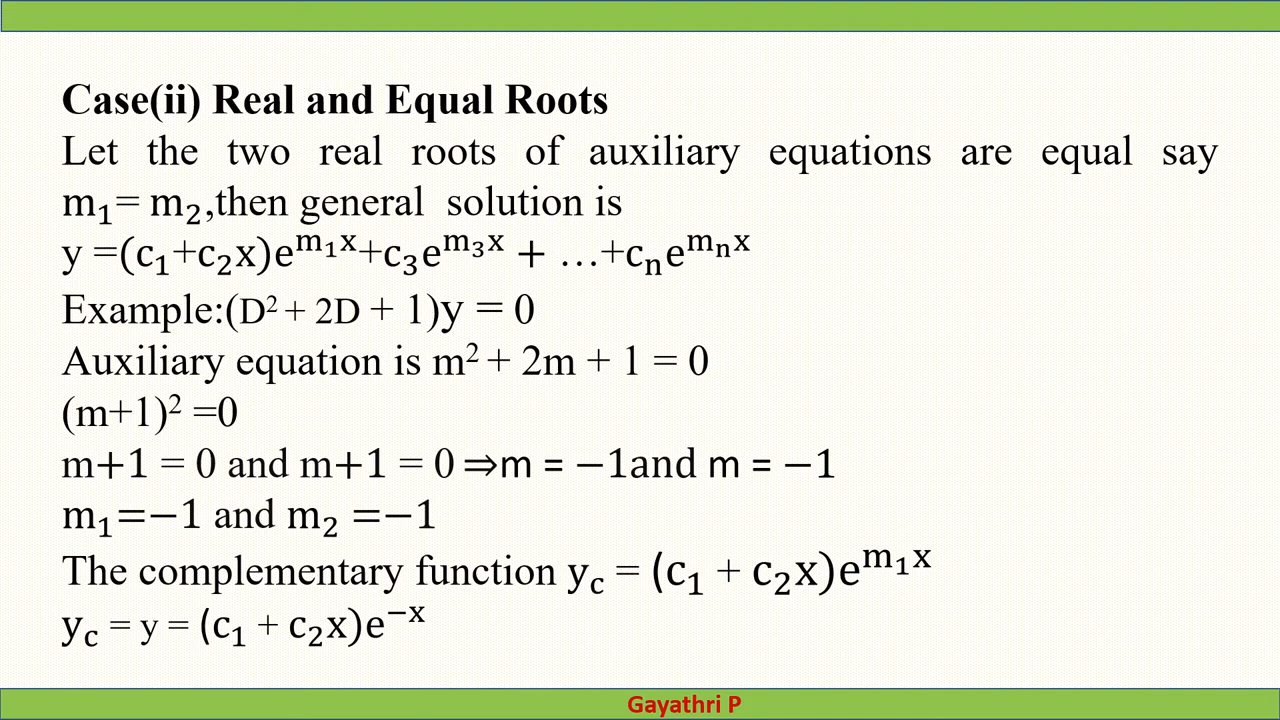 Case(ii) Real and Equal Roots
Let the two real roots of auxiliary equations are equal say
m₁= m₂,then general solution is
y =(c₁+c₂x)e^{m₁x}+c₃e^{m₃x} + …+cₙe^{mₙx}
Example:(D² + 2D + 1)y = 0
Auxiliary equation is m² + 2m + 1 = 0
(m+1)² =0
m+1 = 0 and m+1 = 0 ⇒m = −1and m = −1
m₁=−1 and m₂ =−1
The complementary function y_c = (c₁ + c₂x)e^{m₁x}
y_c = y = (c₁ + c₂x)e^{−x}
Gayathri P